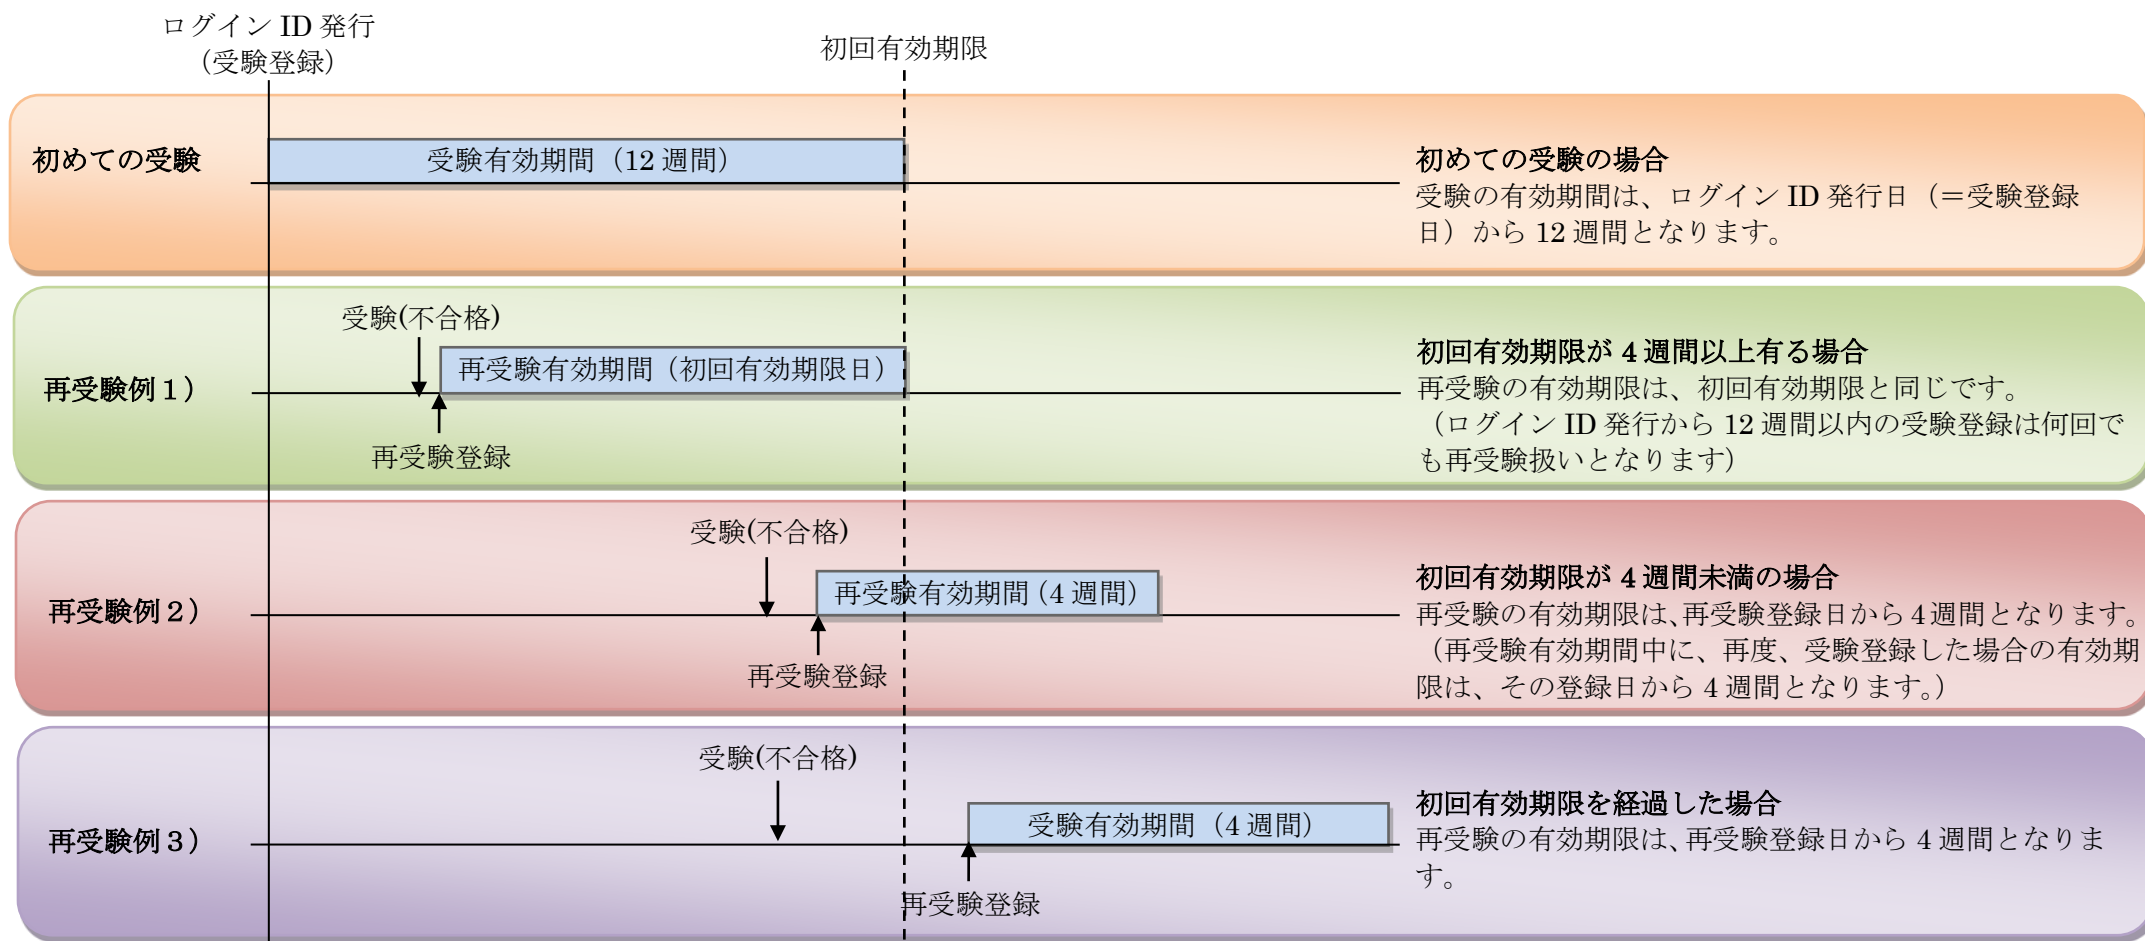 ログイン ID 発行
（受験登録）
初回有効期限
初めての受験
受験有効期間（12 週間）
初めての受験の場合
受験の有効期間は、ログイン ID 発行日（＝受験登録
日）から 12 週間となります。
受験(不合格)
再受験有効期間（初回有効期限日）
再受験例１）
再受験登録
初回有効期限が 4 週間以上有る場合
再受験の有効期限は、初回有効期限と同じです。
（ログイン ID 発行から 12 週間以内の受験登録は何回で
も再受験扱いとなります）
受験(不合格)
再受験有効期間（4 週間）
再受験例２）
再受験登録
初回有効期限が 4 週間未満の場合
再受験の有効期限は、再受験登録日から 4 週間となります。
（再受験有効期間中に、再度、受験登録した場合の有効期
限は、その登録日から 4 週間となります。）
受験(不合格)
受験有効期間（4 週間）
再受験例３）
再受験登録
初回有効期限を経過した場合
再受験の有効期限は、再受験登録日から 4 週間となりま
す。